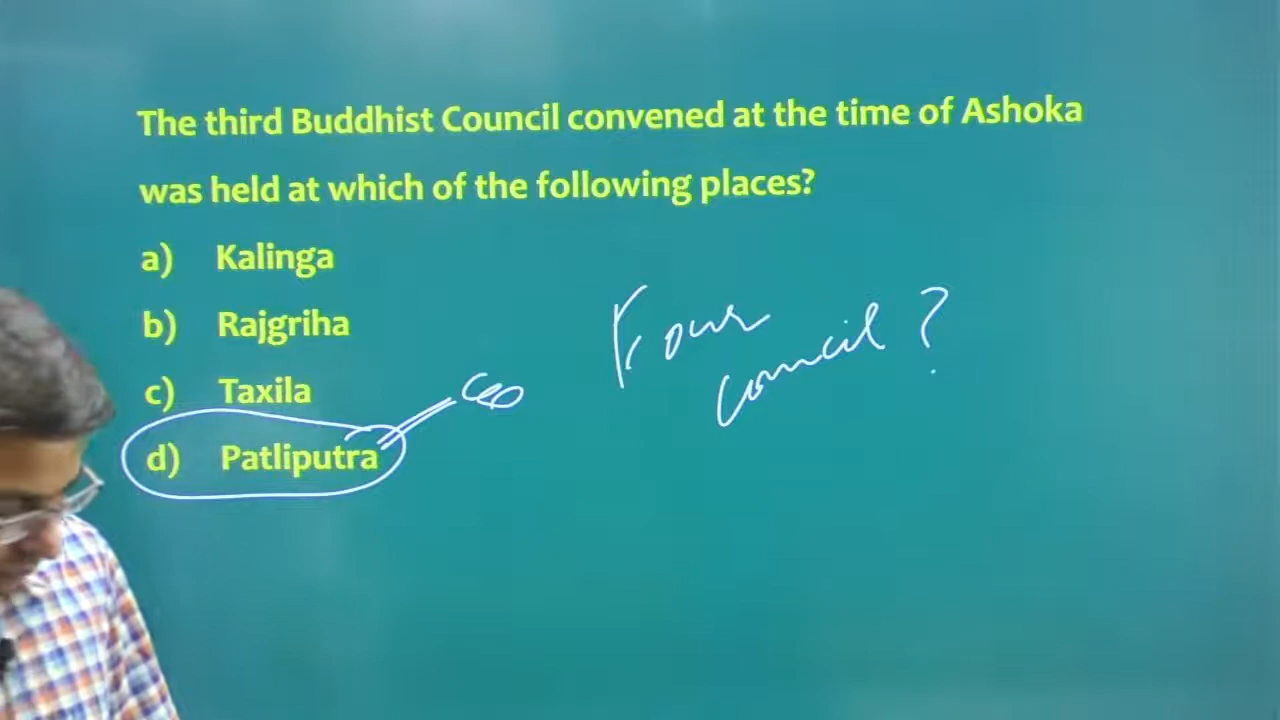 The third Buddhist Council convened at the time of Ashoka
was held at which of the following places?
a) Kalinga
b) Rajgriha
c) Taxila
d) Patliputra
Four
council?